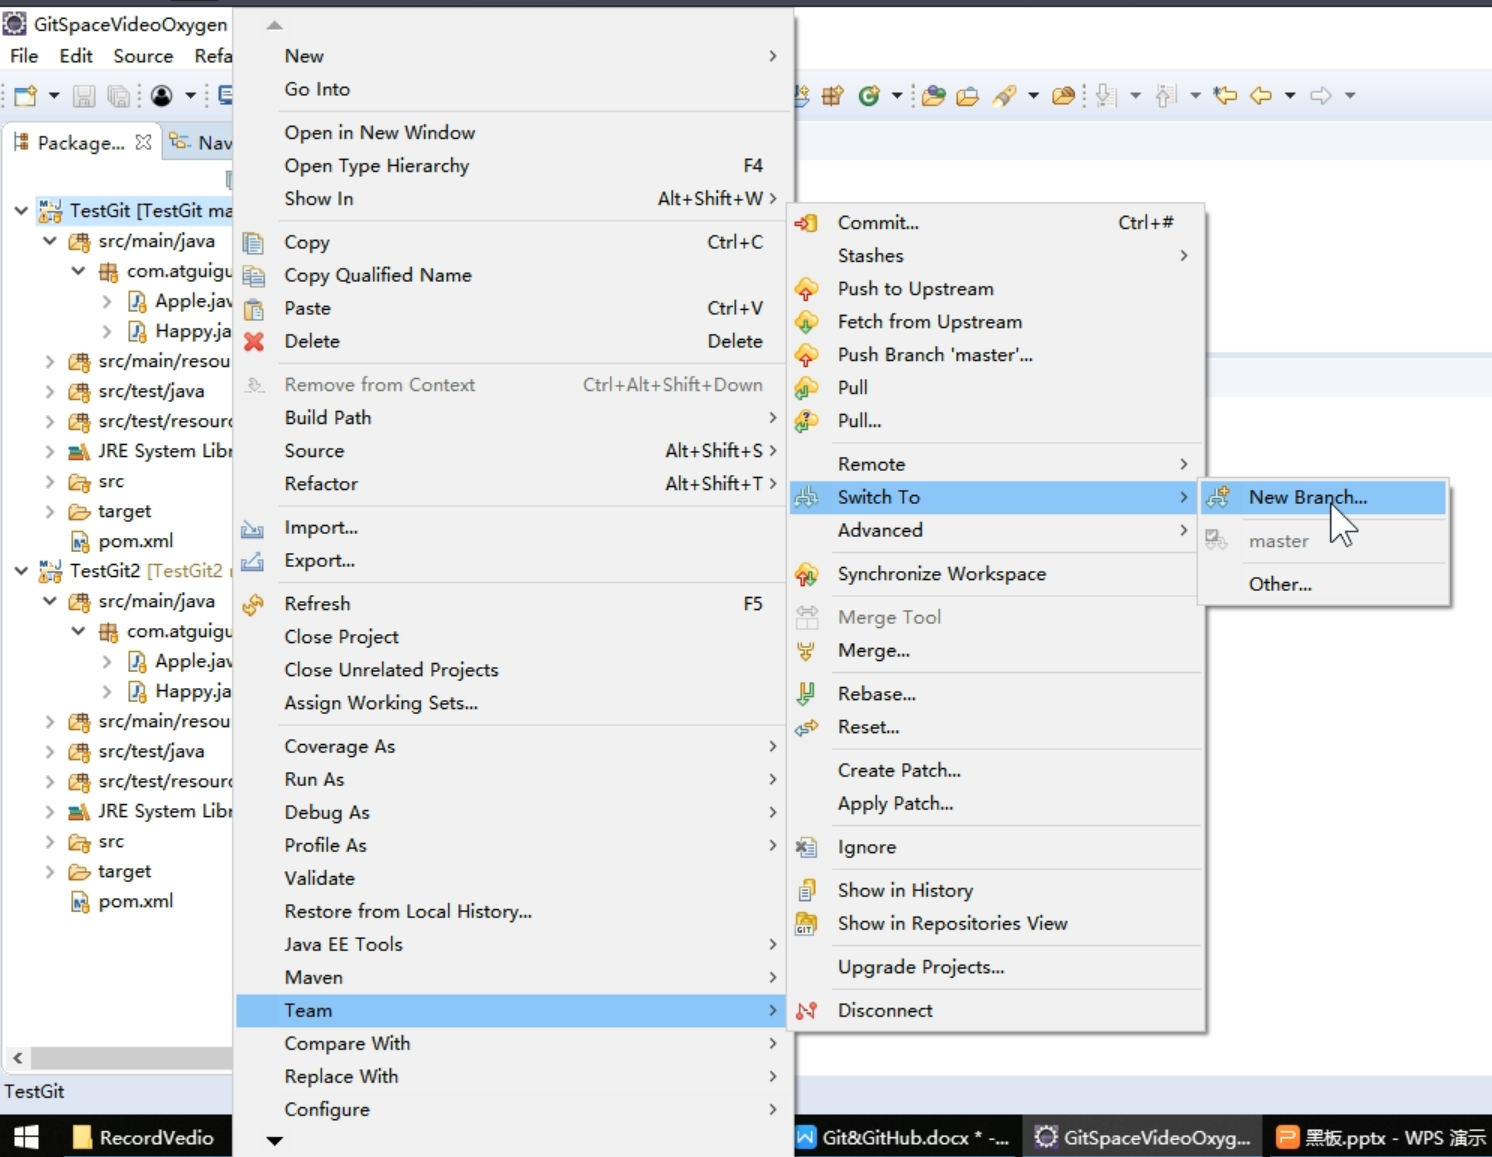 GitSpaceVideoOxygen
File Edit Source Refa
Package... Nav
TestGit [TestGit ma
src/main/java
com.atguigu
Apple.jav
Happy.ja
src/main/resou
src/test/java
src/test/resourc
JRE System Libr
src
target
pom.xml
TestGit2 [TestGit2
src/main/java
com.atguigu
Apple.jav
Happy.ja
src/main/resou
src/test/java
src/test/resourc
JRE System Libr
src
target
pom.xml
TestGit
New
Go Into
Open in New Window
Open Type Hierarchy F4
Show In Alt+Shift+W
Copy Ctrl+C
Copy Qualified Name
Paste Ctrl+V
Delete Delete
Remove from Context Ctrl+Alt+Shift+Down
Build Path
Source Alt+Shift+S
Refactor Alt+Shift+T
Import...
Export...
Refresh F5
Close Project
Close Unrelated Projects
Assign Working Sets...
Coverage As
Run As
Debug As
Profile As
Validate
Restore from Local History...
Java EE Tools
Maven
Team
Compare With
Replace With
Configure
Commit... Ctrl+#
Stashes
Push to Upstream
Fetch from Upstream
Push Branch 'master'...
Pull
Pull...
Remote
Switch To
Advanced
Synchronize Workspace
Merge Tool
Merge...
Rebase...
Reset...
Create Patch...
Apply Patch...
Ignore
Show in History
Show in Repositories View
Upgrade Projects...
Disconnect
New Branch...
master
Other...
RecordVedio
Git&GitHub.docx * -...
GitSpaceVideoOxyg...
黑板.pptx - WPS 演示